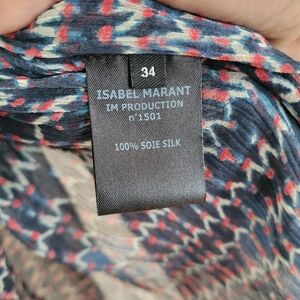 34
ISABEL MARANT
IM PRODUCTION
n°1501
100% SOIE SILK